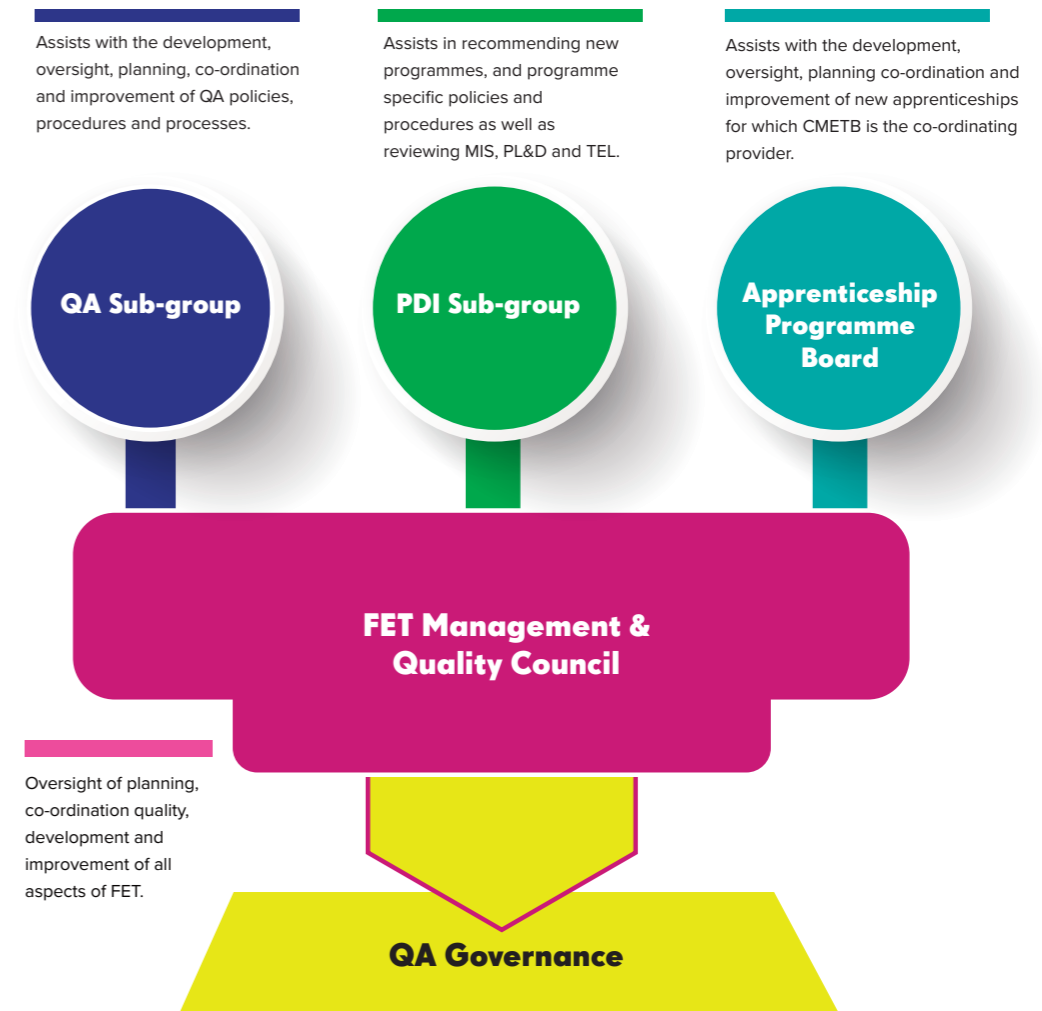 Assists with the development,
oversight, planning, co-ordination
and improvement of QA policies,
procedures and processes.
Assists in recommending new
programmes, and programme
specific policies and
procedures as well as
reviewing MIS, PL&D and TEL.
Assists with the development,
oversight, planning co-ordination and
improvement of new apprenticeships
for which CMETB is the co-ordinating
provider.
QA Sub-group
PDI Sub-group
Apprenticeship
Programme
Board
FET Management &
Quality Council
Oversight of planning,
co-ordination quality,
development and
improvement of all
aspects of FET.
QA Governance